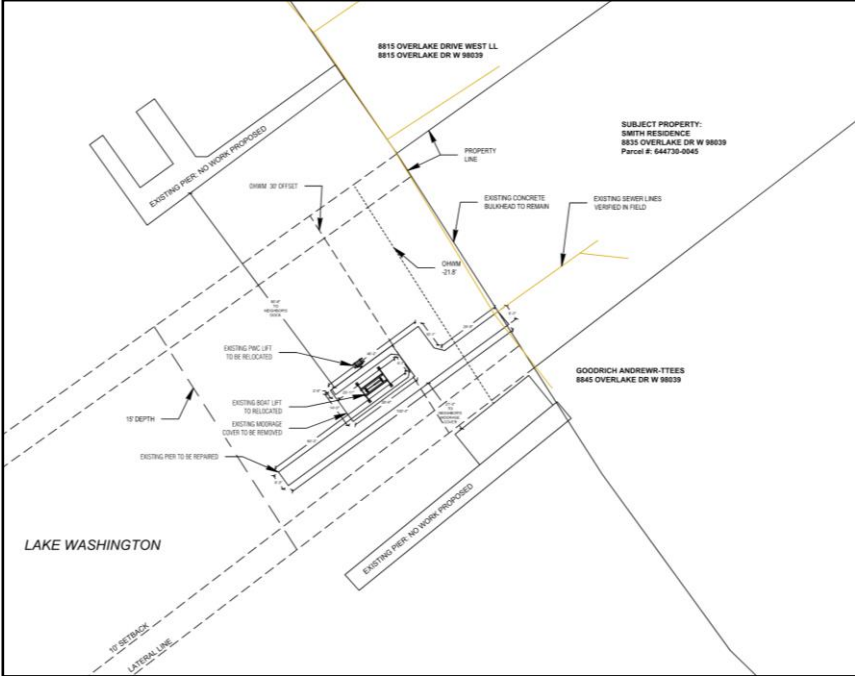 8815 OVERLAKE DRIVE WEST LL
8815 OVERLAKE DR W 98039
SUBJECT PROPERTY:
SMITH RESIDENCE
8835 OVERLAKE DR W 98039
Parcel #: 644730-0045
EXISTING PIER: NO WORK PROPOSED
PROPERTY
LINE
OHWM 30' OFFSET
EXISTING CONCRETE
BULKHEAD TO REMAIN
EXISTING SEWER LINES
VERIFIED IN FIELD
OHWM
-21.8'
TO
EXISTING PWC LIFT
TO BE RELOCATED
EXISTING BOAT LIFT
TO RELOCATED
EXISTING MOORAGE
COVER TO BE REMOVED
15' DEPTH
EXISTING PIER TO BE REPAIRED
GOODRICH ANDREWR-TTEES
8845 OVERLAKE DR W 98039
TO
EXISTING PIER: NO WORK PROPOSED
LAKE WASHINGTON
10' SETBACK
LATERAL LINE